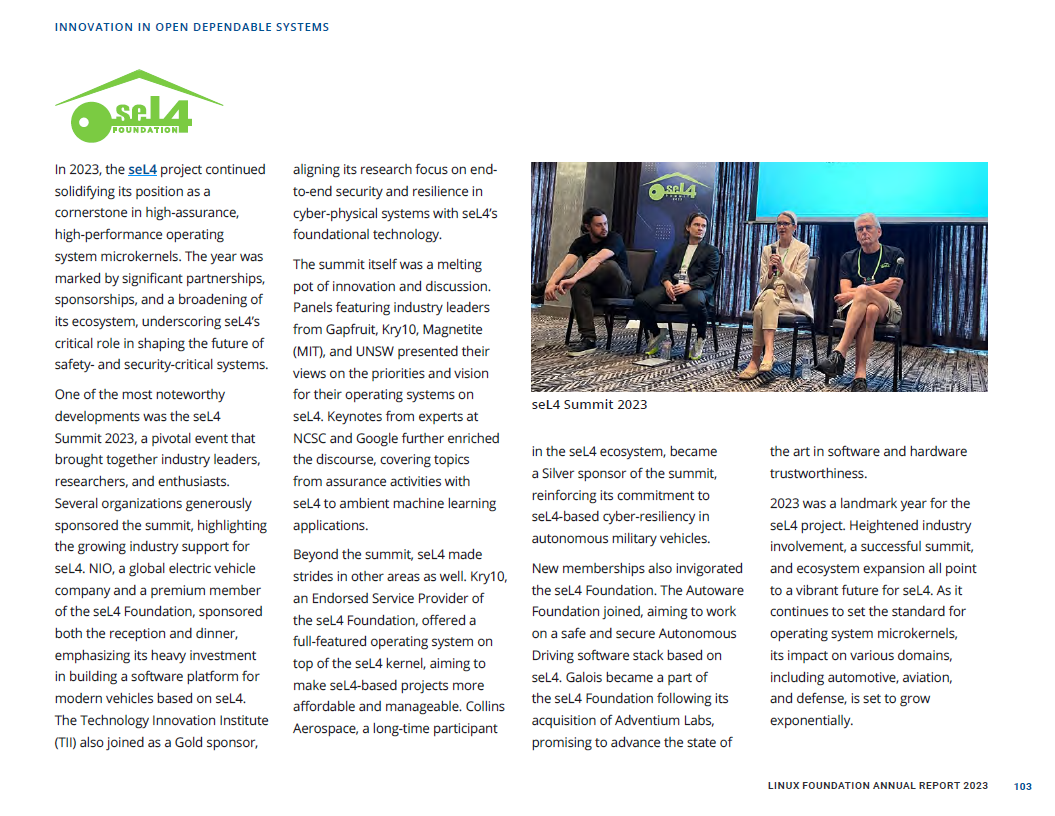 INNOVATION IN OPEN DEPENDABLE SYSTEMS
seL4
FOUNDATION
In 2023, the seL4 project continued
solidifying its position as a
cornerstone in high-assurance,
high-performance operating
system microkernels. The year was
marked by significant partnerships,
sponsorships, and a broadening of
its ecosystem, underscoring seL4’s
critical role in shaping the future of
safety- and security-critical systems.
One of the most noteworthy
developments was the seL4
Summit 2023, a pivotal event that
brought together industry leaders,
researchers, and enthusiasts.
Several organizations generously
sponsored the summit, highlighting
the growing industry support for
seL4. NIO, a global electric vehicle
company and a premium member
of the seL4 Foundation, sponsored
both the reception and dinner,
emphasizing its heavy investment
in building a software platform for
modern vehicles based on seL4.
The Technology Innovation Institute
(TII) also joined as a Gold sponsor,
aligning its research focus on end-
to-end security and resilience in
cyber-physical systems with seL4’s
foundational technology.
The summit itself was a melting
pot of innovation and discussion.
Panels featuring industry leaders
from Gapfruit, Kry10, Magnetite
(MIT), and UNSW presented their
views on the priorities and vision
for their operating systems on
seL4. Keynotes from experts at
NCSC and Google further enriched
the discourse, covering topics
from assurance activities with
seL4 to ambient machine learning
applications.
Beyond the summit, seL4 made
strides in other areas as well. Kry10,
an Endorsed Service Provider of
the seL4 Foundation, offered a
full-featured operating system on
top of the seL4 kernel, aiming to
make seL4-based projects more
affordable and manageable. Collins
Aerospace, a long-time participant
seL4
seL4 Summit 2023
in the seL4 ecosystem, became
a Silver sponsor of the summit,
reinforcing its commitment to
seL4-based cyber-resiliency in
autonomous military vehicles.
New memberships also invigorated
the seL4 Foundation. The Autoware
Foundation joined, aiming to work
on a safe and secure Autonomous
Driving software stack based on
seL4. Galois became a part of
the seL4 Foundation following its
acquisition of Adventium Labs,
promising to advance the state of
the art in software and hardware
trustworthiness.
2023 was a landmark year for the
seL4 project. Heightened industry
involvement, a successful summit,
and ecosystem expansion all point
to a vibrant future for seL4. As it
continues to set the standard for
operating system microkernels,
its impact on various domains,
including automotive, aviation,
and defense, is set to grow
exponentially.
LINUX FOUNDATION ANNUAL REPORT 2023 103